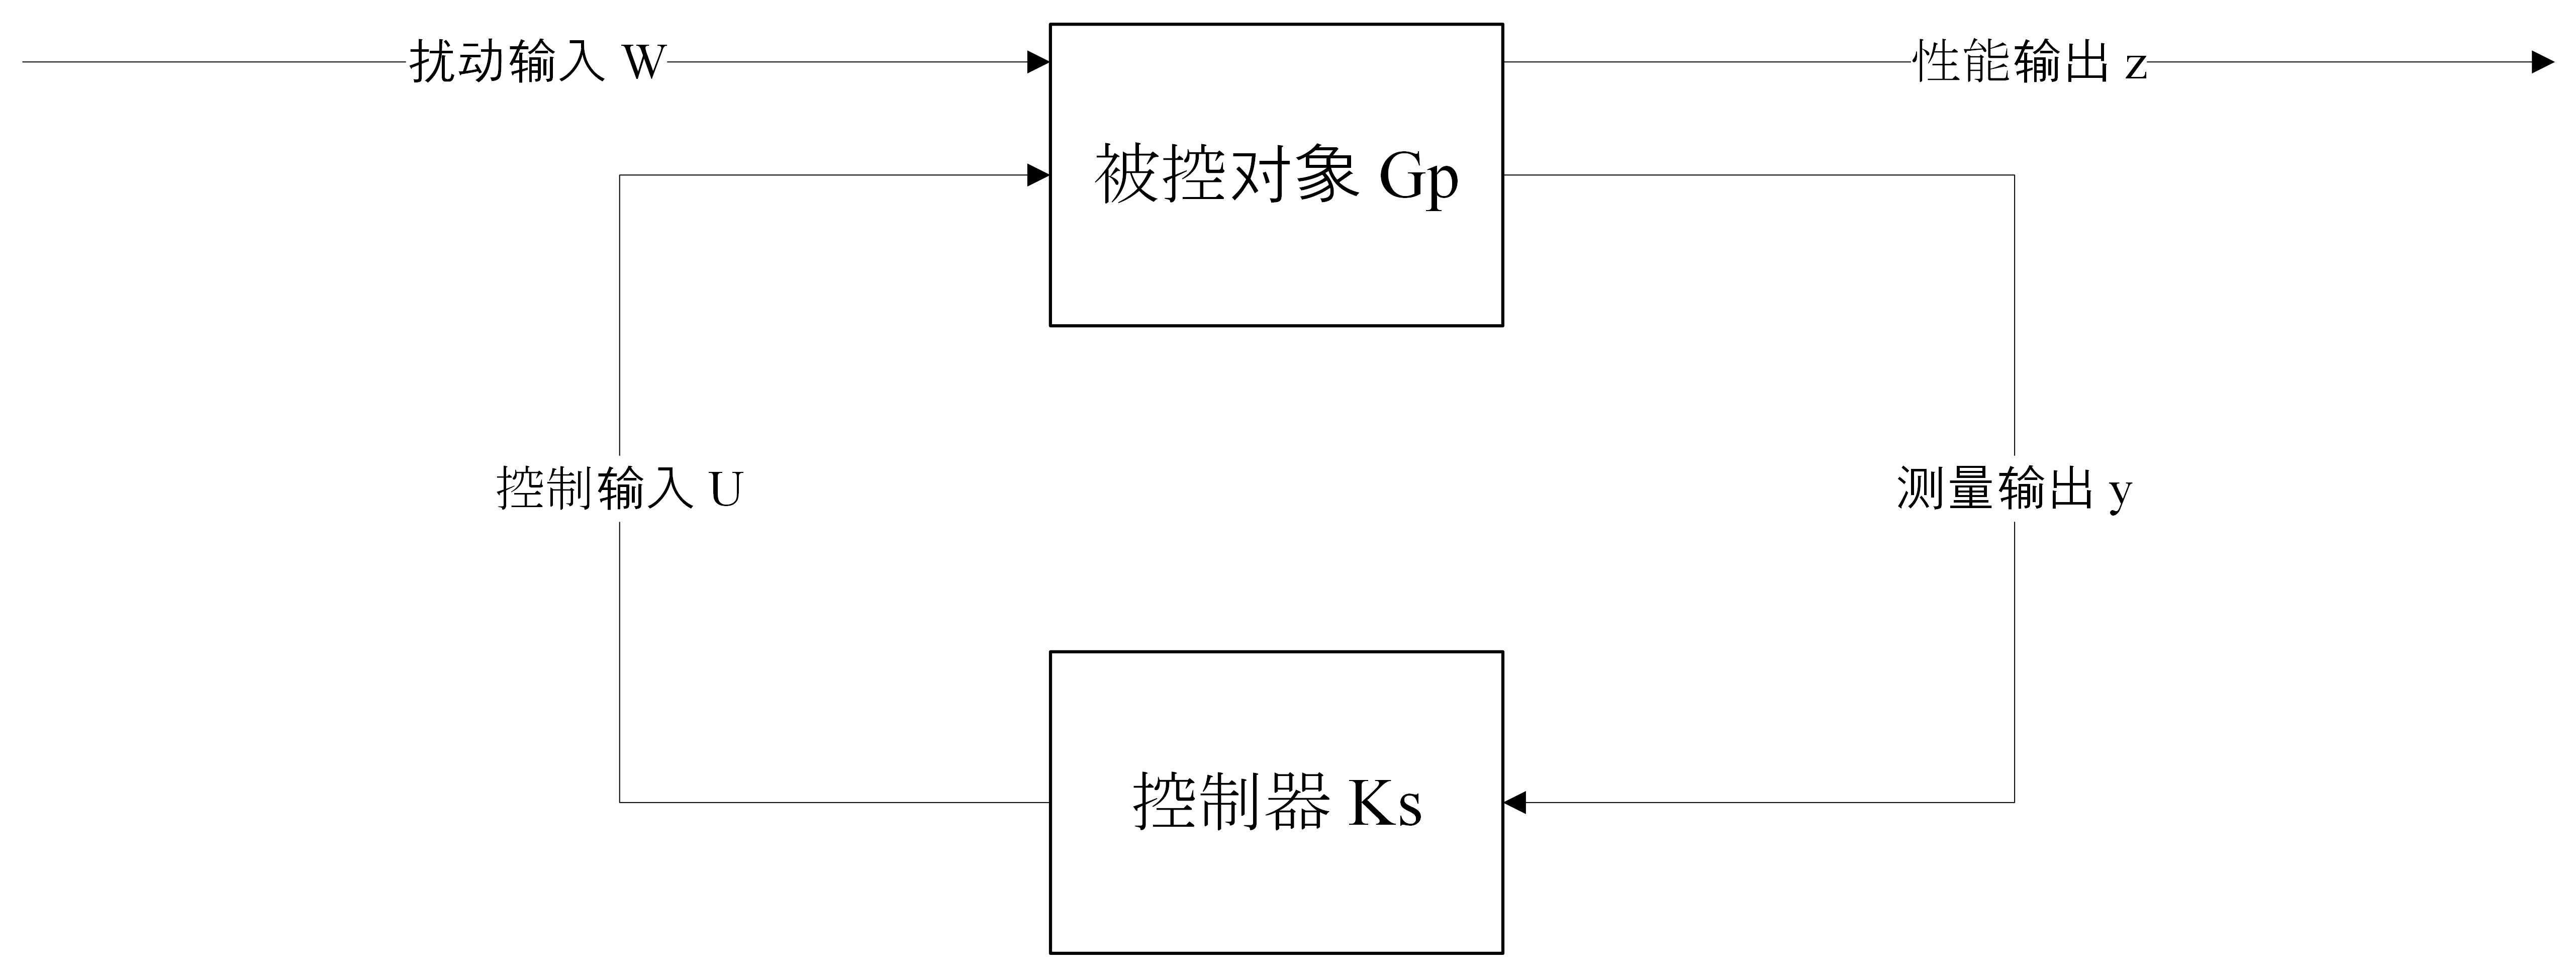 扰动输入 W
性能输出 z
被控对象 Gp
控制输入 U
测量输出 y
控制器 Ks